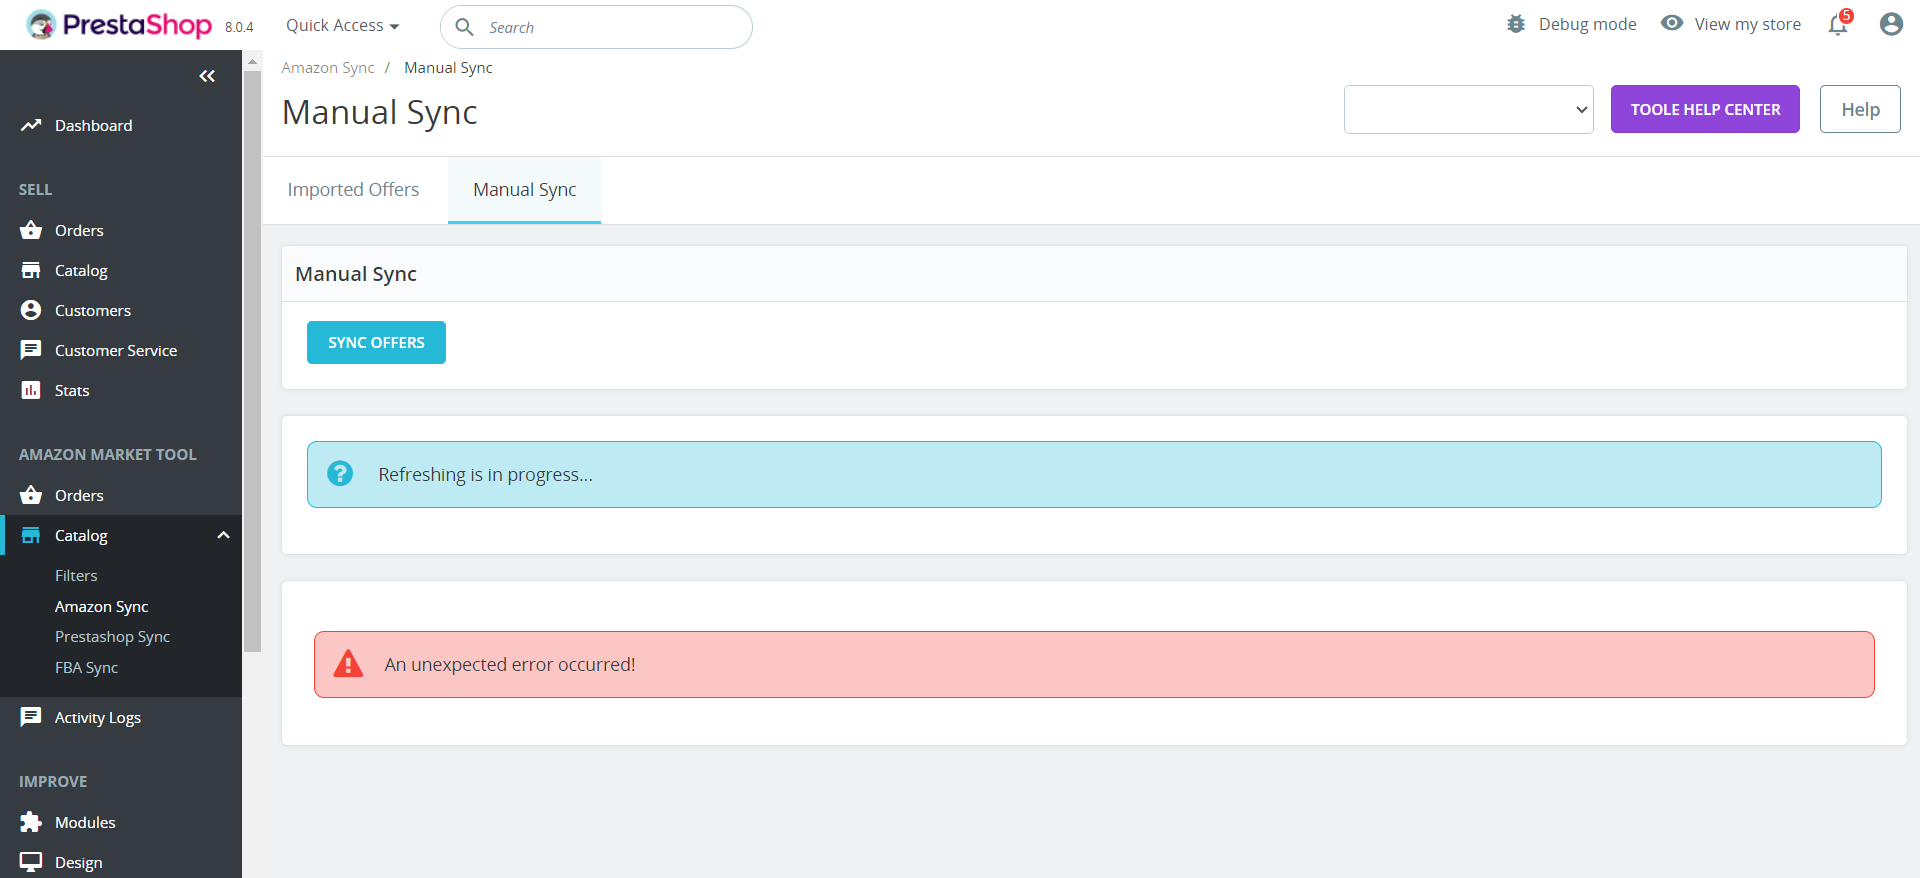 PrestaShop 8.0.4
Quick Access
Search
Debug mode
View my store
5
Dashboard
SELL
Orders
Catalog
Customers
Customer Service
Stats
AMAZON MARKET TOOL
Orders
Catalog
Filters
Amazon Sync
Prestashop Sync
FBA Sync
Activity Logs
IMPROVE
Modules
Design
Amazon Sync / Manual Sync
Manual Sync
TOOLE HELP CENTER
Help
Imported Offers
Manual Sync
Manual Sync
SYNC OFFERS
Refreshing is in progress...
An unexpected error occurred!